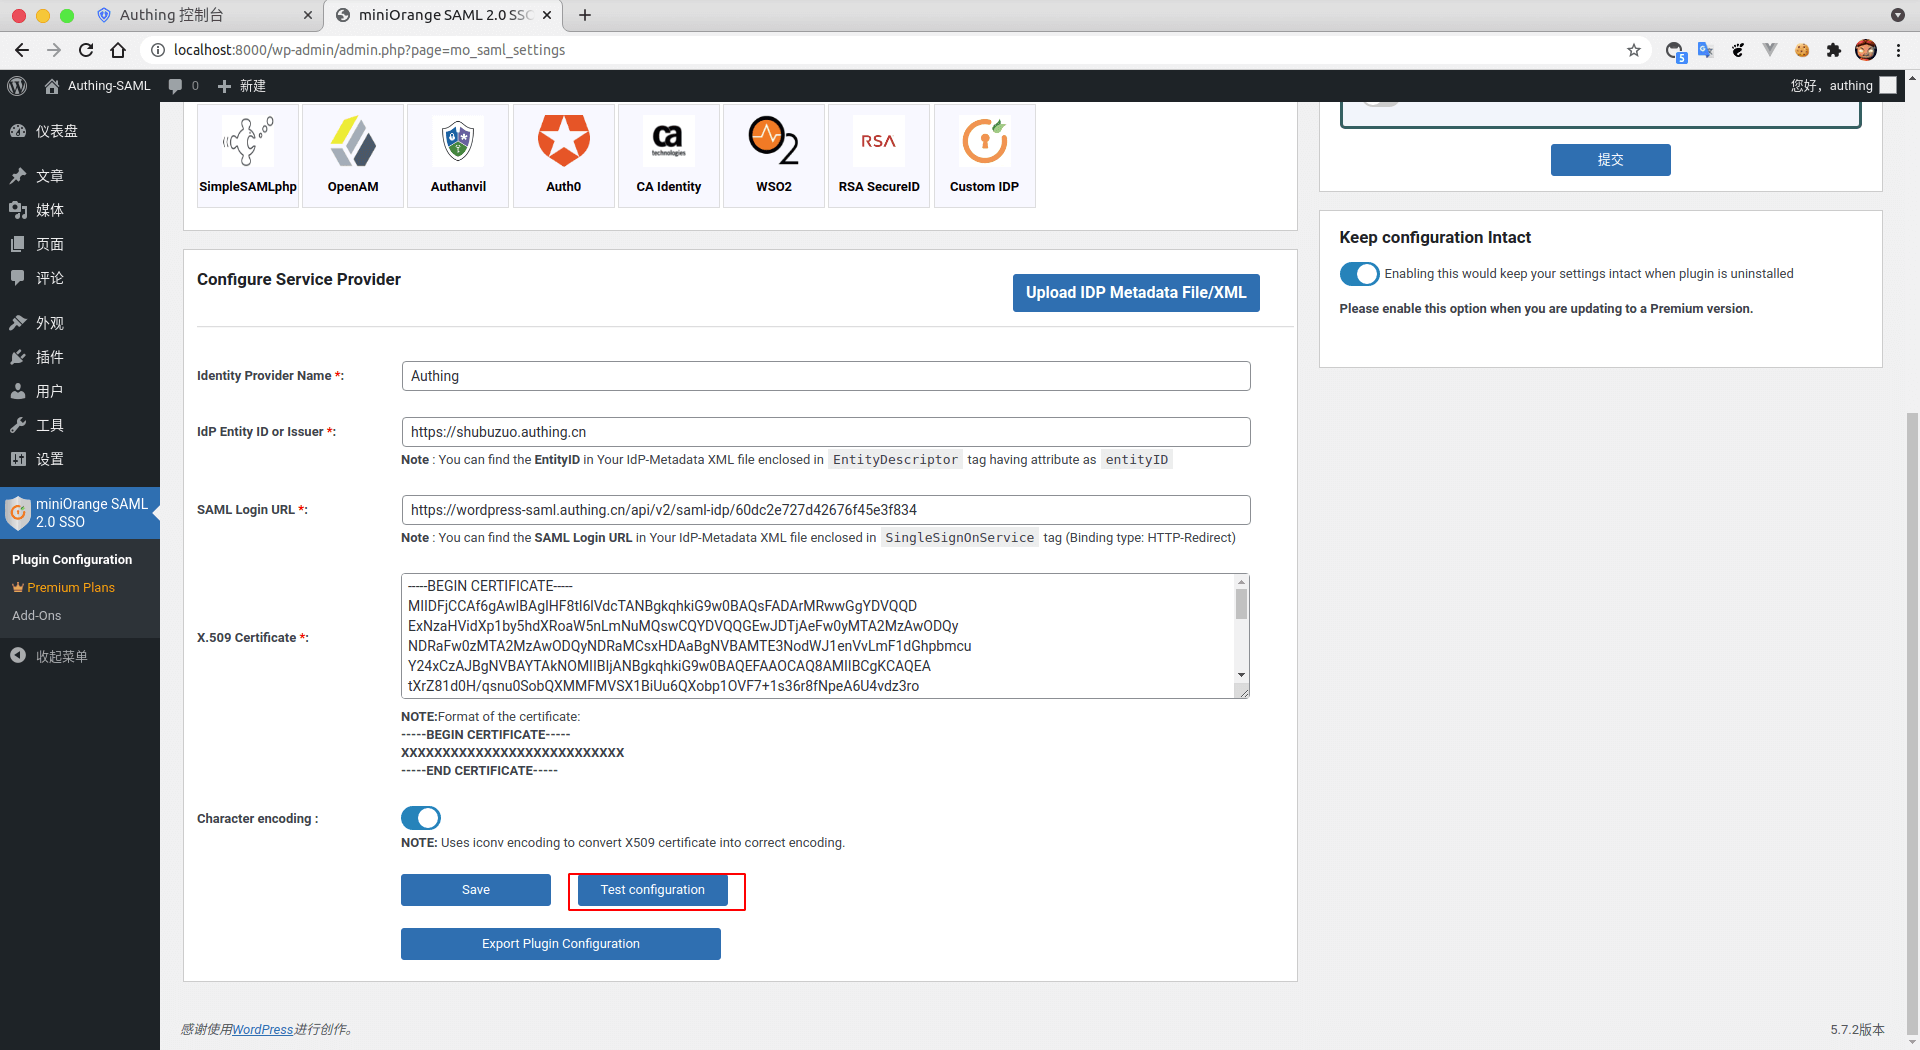 Authing 控制台
miniOrange SAML 2.0 SSO
localhost:8000/wp-admin/admin.php?page=mo_saml_settings
5
Authing-SAML
0
新建
您好，authing
仪表盘
文章
媒体
页面
评论
外观
插件
用户
工具
设置
miniOrange SAML
2.0 SSO
Plugin Configuration
Premium Plans
Add-Ons
收起菜单
ca
technologies
WSO2
RSA
SimpleSAMLphp
OpenAM
Authanvil
Auth0
CA Identity
WSO2
RSA SecureID
Custom IDP
Configure Service Provider
Upload IDP Metadata File/XML
Identity Provider Name *:
Authing
IdP Entity ID or Issuer *:
https://shubuzuo.authing.cn
Note : You can find the EntityID in Your IdP-Metadata XML file enclosed in EntityDescriptor tag having attribute as entityID
SAML Login URL *:
https://wordpress-saml.authing.cn/api/v2/saml-idp/60dc2e727d42676f45e3f834
Note : You can find the SAML Login URL in Your IdP-Metadata XML file enclosed in SingleSignOnService tag (Binding type: HTTP-Redirect)
X.509 Certificate *:
-----BEGIN CERTIFICATE-----
MIIDFjCCAf6gAwIBAgIHF8tI6IVdcTANBgkqhkiG9w0BAQsFADArMRwwGgYDVQQD
ExNzaHVidXp1by5hdXRoaW5nLmNuMQswCQYDVQQGEwJDTjAeFw0yMTA2MzAwODQy
NDRaFw0zMTA2MzAwODQyNDRaMCsxHDAaBgNVBAMTE3NodWJ1enVvLmF1dGhpbmcu
Y24xCzAJBgNVBAYTAkNOMIIBIjANBgkqhkiG9w0BAQEFAAOCAQ8AMIIBCgKCAQEA
tXrZ81d0H/qsnu0SobQXMMFMVSX1BiUu6QXobp1OVF7+1s36r8fNpeA6U4vdz3ro
NOTE:Format of the certificate:
-----BEGIN CERTIFICATE-----
XXXXXXXXXXXXXXXXXXXXXXXXXXX
-----END CERTIFICATE-----
Character encoding :
NOTE: Uses iconv encoding to convert X509 certificate into correct encoding.
Save
Test configuration
Export Plugin Configuration
提交
Keep configuration Intact
Enabling this would keep your settings intact when plugin is uninstalled
Please enable this option when you are updating to a Premium version.
感谢使用WordPress进行创作。
5.7.2版本